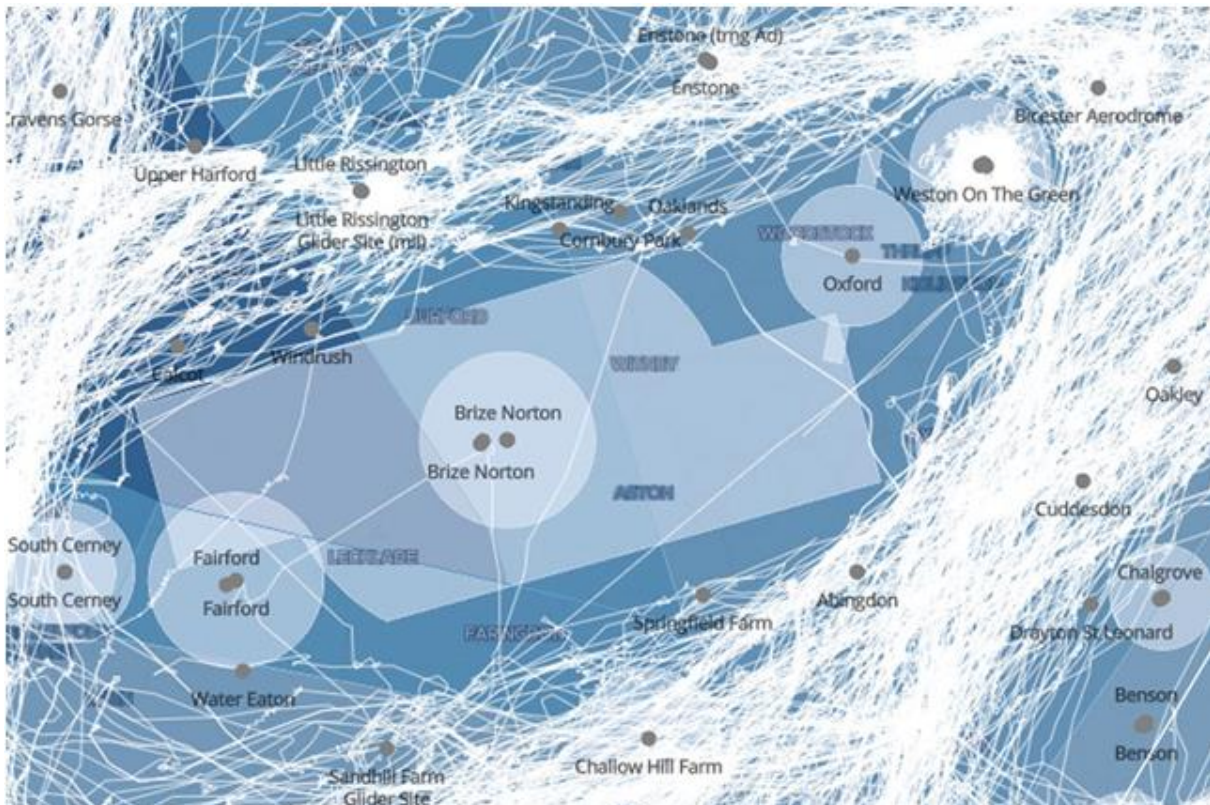 Enstone (trng Ad)
Enstone
Bicester Aerodrome
Cravens Gorse
Upper Harford
Little Rissington
Little Rissington
Glider Site (mil)
Kingstanding
Oaklands
Cornbury Park
Weston On The Green
WOODSTOCK
Oxford
BURFORD
Windrush
WITNEY
Oakley
Brize Norton
Brize Norton
ASTON
Cuddesdon
South Cerney
South Cerney
Fairford
Fairford
LECHLADE
FARINGDON
Springfield Farm
Abingdon
Chalgrove
Drayton St Leonard
Water Eaton
Benson
Benson
Sandhill Farm
Glider Site
Challow Hill Farm